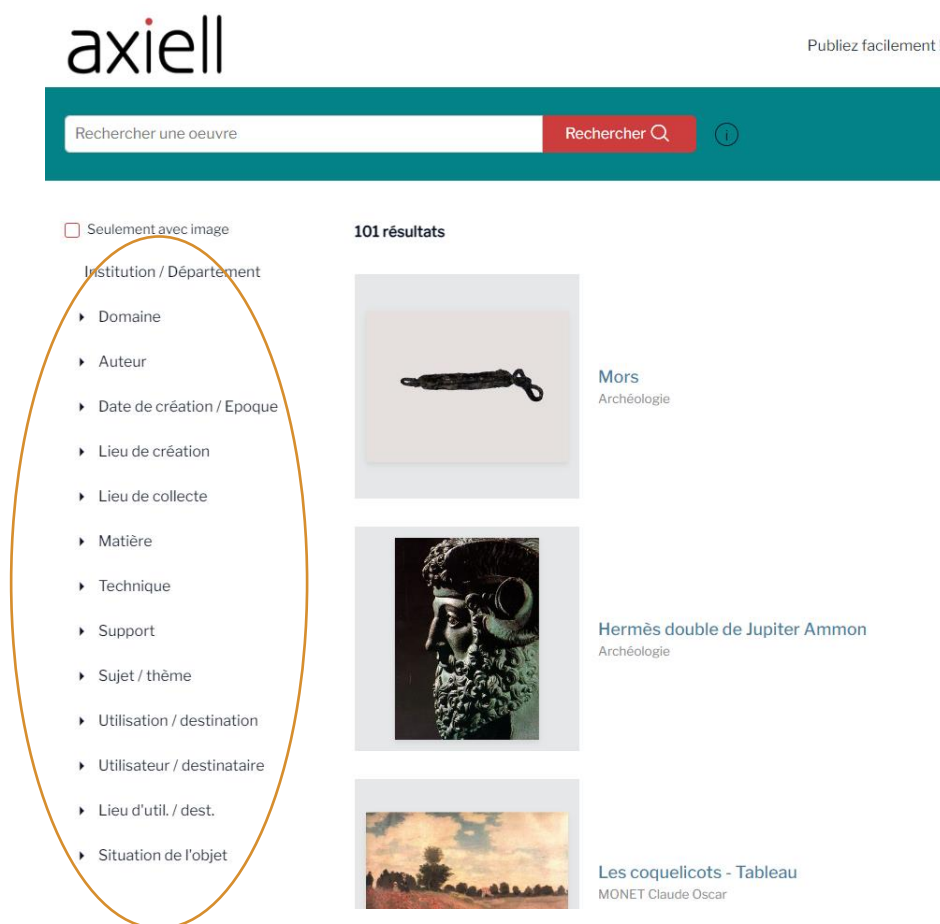 axiell
Publiez facilement
Rechercher une oeuvre
Rechercher
i
Seulement avec image
Institution / Département
Domaine
Auteur
Date de création / Epoque
Lieu de création
Lieu de collecte
Matière
Technique
Support
Sujet / thème
Utilisation / destination
Utilisateur / destinataire
Lieu d'util. / dest.
Situation de l'objet
101 résultats
Mors
Archéologie
Hermès double de Jupiter Ammon
Archéologie
Les coquelicots - Tableau
MONET Claude Oscar